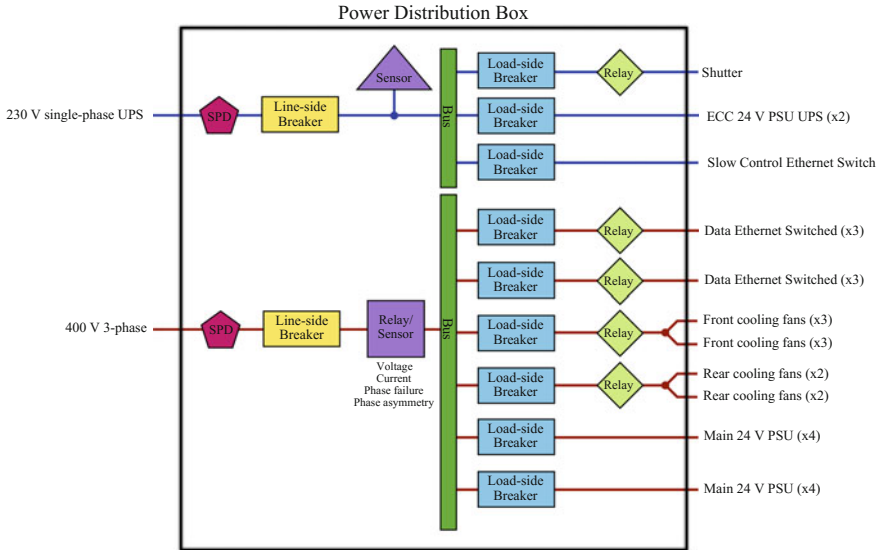 Power Distribution Box
230 V single-phase UPS
SPD
Line-side
Breaker
Sensor
Bus
Load-side
Breaker
Relay
Shutter
Load-side
Breaker
ECC 24 V PSU UPS (x2)
Load-side
Breaker
Slow Control Ethernet Switch
400 V 3-phase
SPD
Line-side
Breaker
Relay/
Sensor
Voltage
Current
Phase failure
Phase asymmetry
Bus
Load-side
Breaker
Relay
Data Ethernet Switched (x3)
Load-side
Breaker
Relay
Data Ethernet Switched (x3)
Load-side
Breaker
Relay
Front cooling fans (x3)
Front cooling fans (x3)
Load-side
Breaker
Relay
Rear cooling fans (x2)
Rear cooling fans (x2)
Load-side
Breaker
Main 24 V PSU (x4)
Load-side
Breaker
Main 24 V PSU (x4)